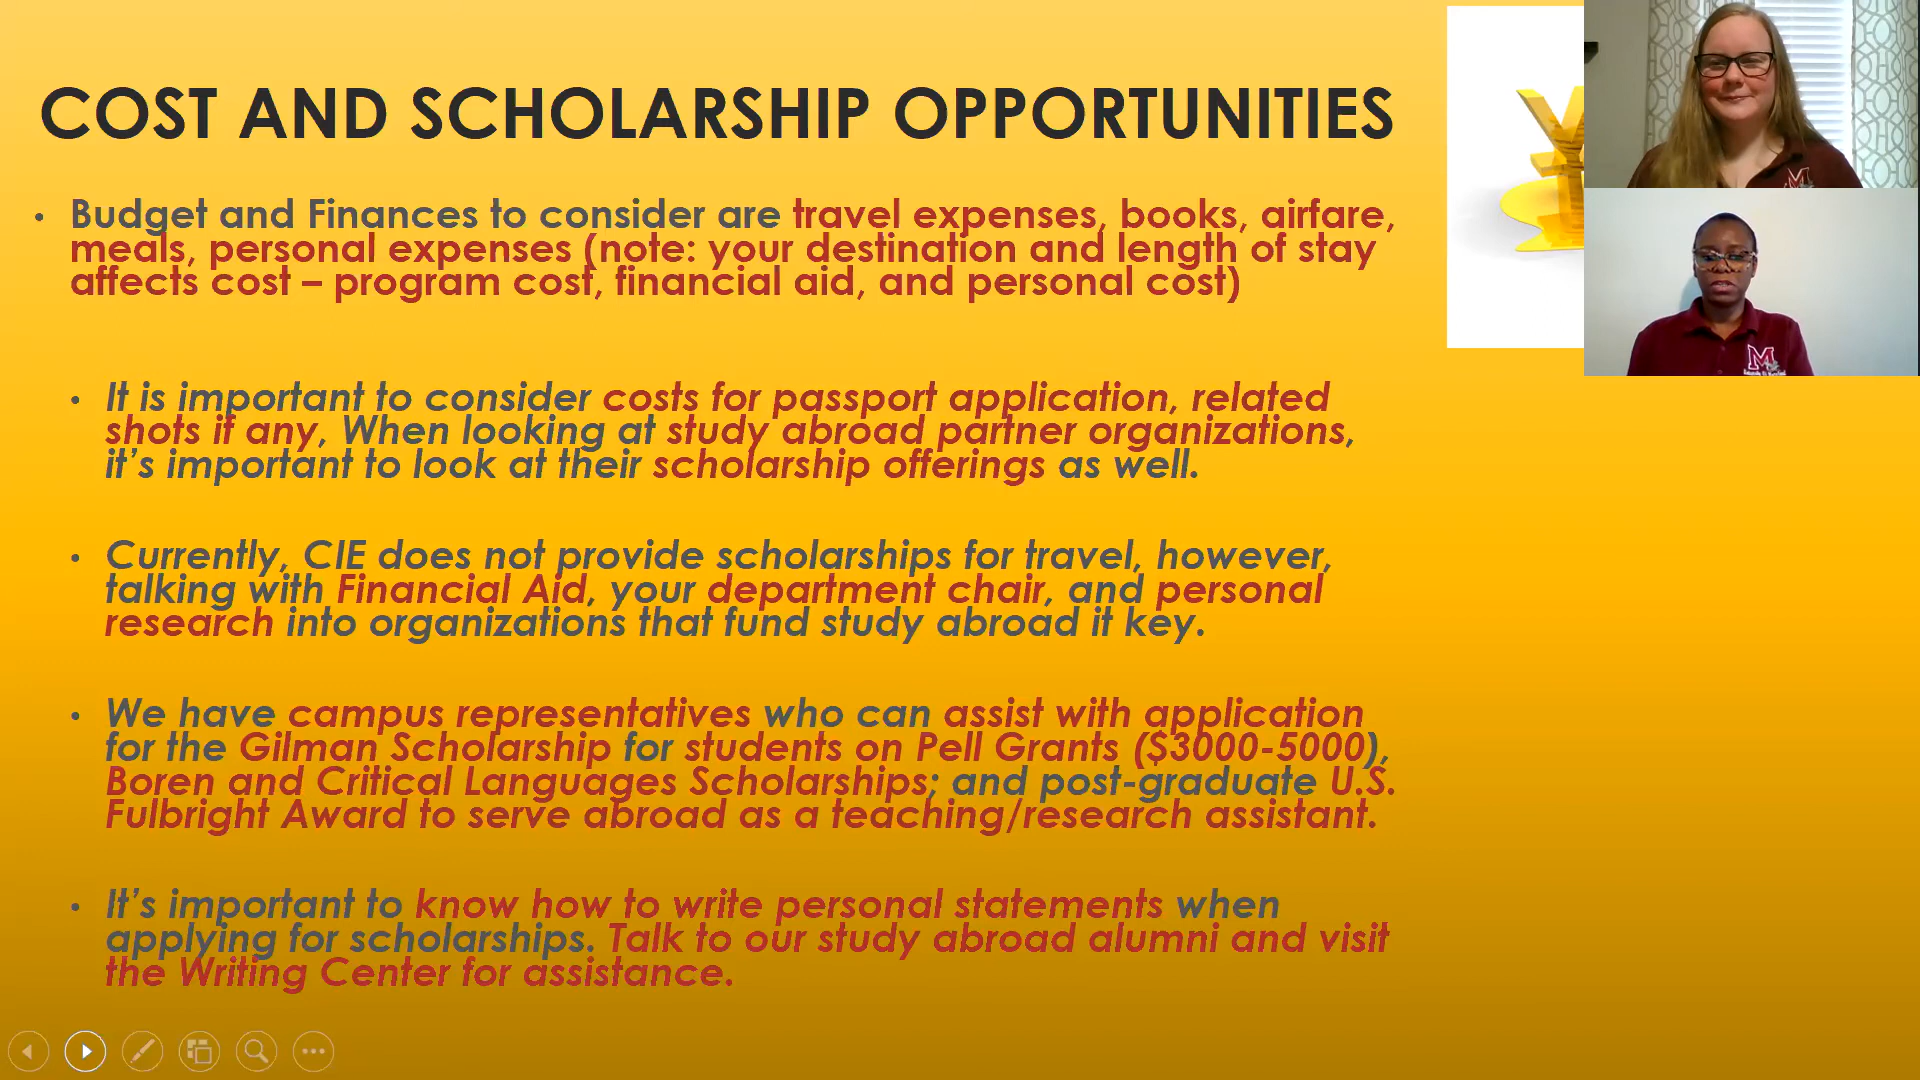 COST AND SCHOLARSHIP OPPORTUNITIES
• Budget and Finances to consider are travel expenses, books, airfare,
meals, personal expenses (note: your destination and length of stay
affects cost – program cost, financial aid, and personal cost)
• It is important to consider costs for passport application, related
shots if any, When looking at study abroad partner organizations,
it’s important to look at their scholarship offerings as well.
• Currently, CIE does not provide scholarships for travel, however,
talking with Financial Aid, your department chair, and personal
research into organizations that fund study abroad it key.
• We have campus representatives who can assist with application
for the Gilman Scholarship for students on Pell Grants ($3000-5000),
Boren and Critical Languages Scholarships; and post-graduate U.S.
Fulbright Award to serve abroad as a teaching/research assistant.
• It’s important to know how to write personal statements when
applying for scholarships. Talk to our study abroad alumni and visit
the Writing Center for assistance.
M
M